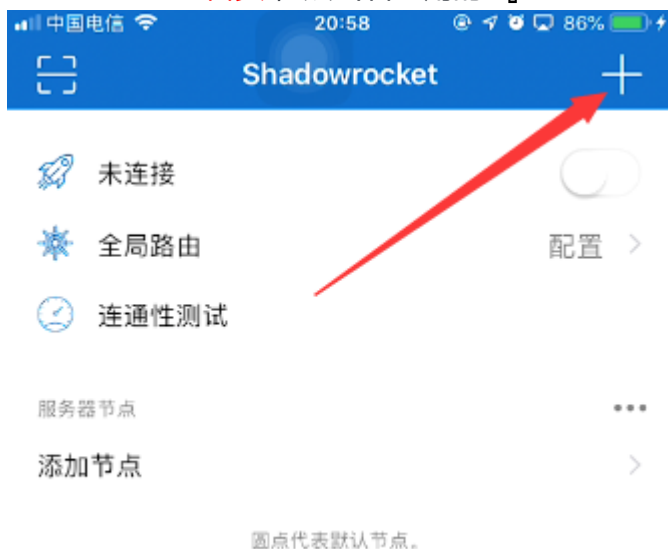 中国电信 20:58 86%
Shadowrocket
未连接
全局路由 配置
连通性测试
服务器节点
添加节点
圆点代表默认节点。